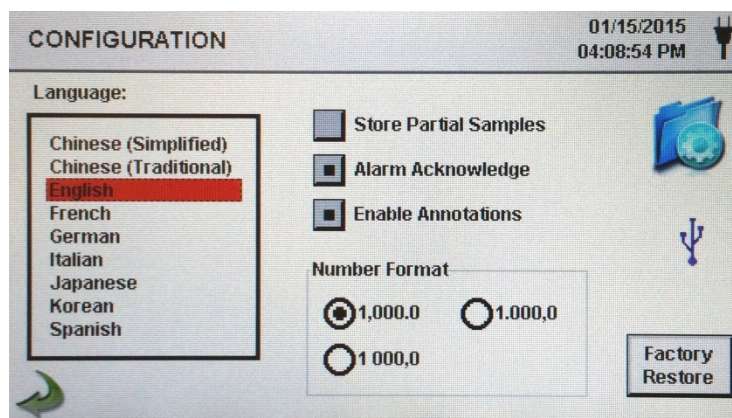 CONFIGURATION
01/15/2015
04:08:54 PM
Language:
Chinese (Simplified)
Chinese (Traditional)
English
French
German
Italian
Japanese
Korean
Spanish
Store Partial Samples
Alarm Acknowledge
Enable Annotations
Number Format
1,000.0
1.000,0
1 000,0
Factory
Restore